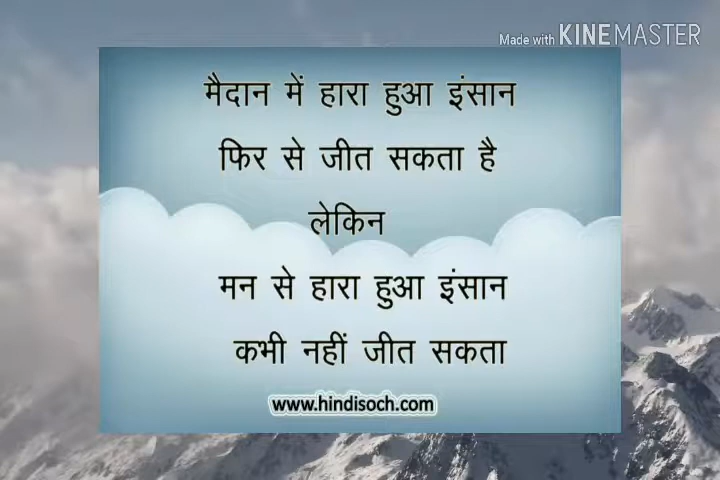 Made with KINEMASTER
मैदान में हारा हुआ इंसान
फिर से जीत सकता है
लेकिन
मन से हारा हुआ इंसान
कभी नहीं जीत सकता
www.hindisoch.com